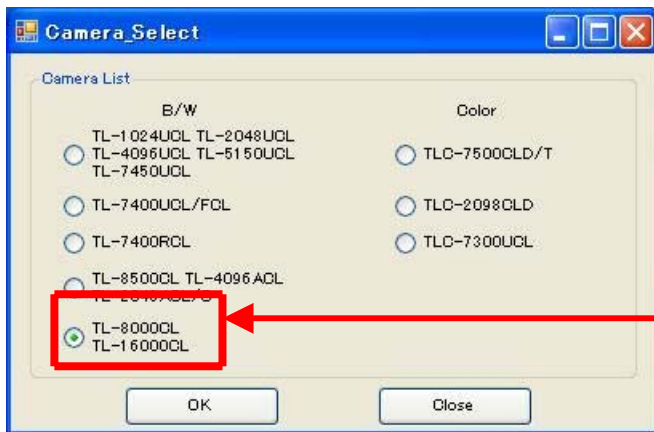 Camera_Select
Camera List
B/W
Color
TL-1024UCL TL-2048UCL
TL-4096UCL TL-5150UCL
TL-7450UCL
TLC-7500CLD/T
TL-7400UCL/FCL
TLC-2098CLD
TL-7400RCL
TLC-7300UCL
TL-8500CL TL-4096ACL
TL-8000CL
TL-16000CL
OK
Close